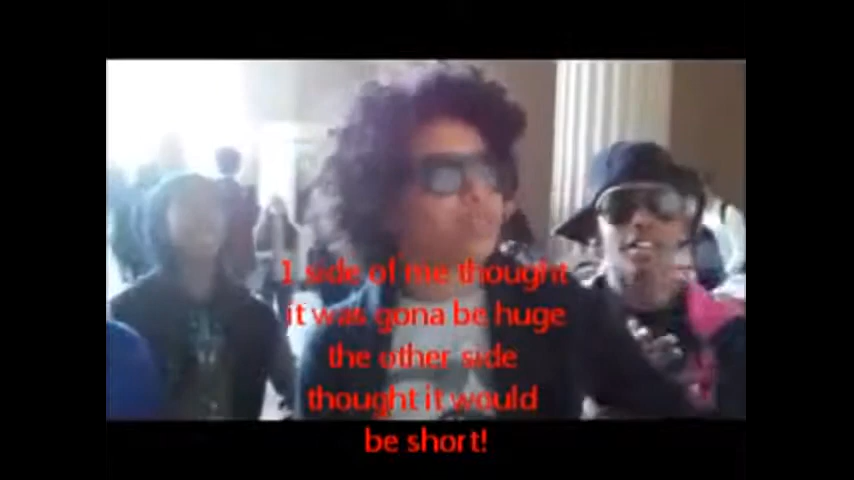 1 side of me thought
it was gona be huge
the other side
thought it would
be short!